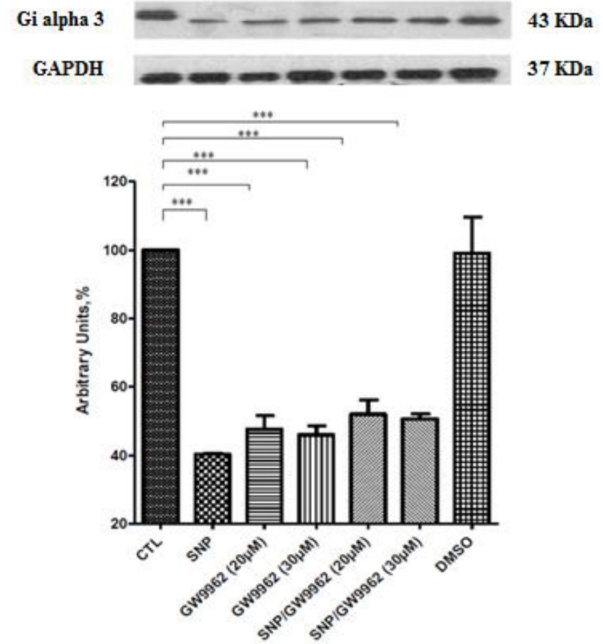 Gi alpha 3 43 KDa
GAPDH 37 KDa
***
***
***
***
***
120
100
80
60
40
20
Arbitrary Units,%
CTL
SNP
GW9962 (20µM)
GW9962 (30µM)
SNP/GW9962 (20µM)
SNP/GW9962 (30µM)
DMSO